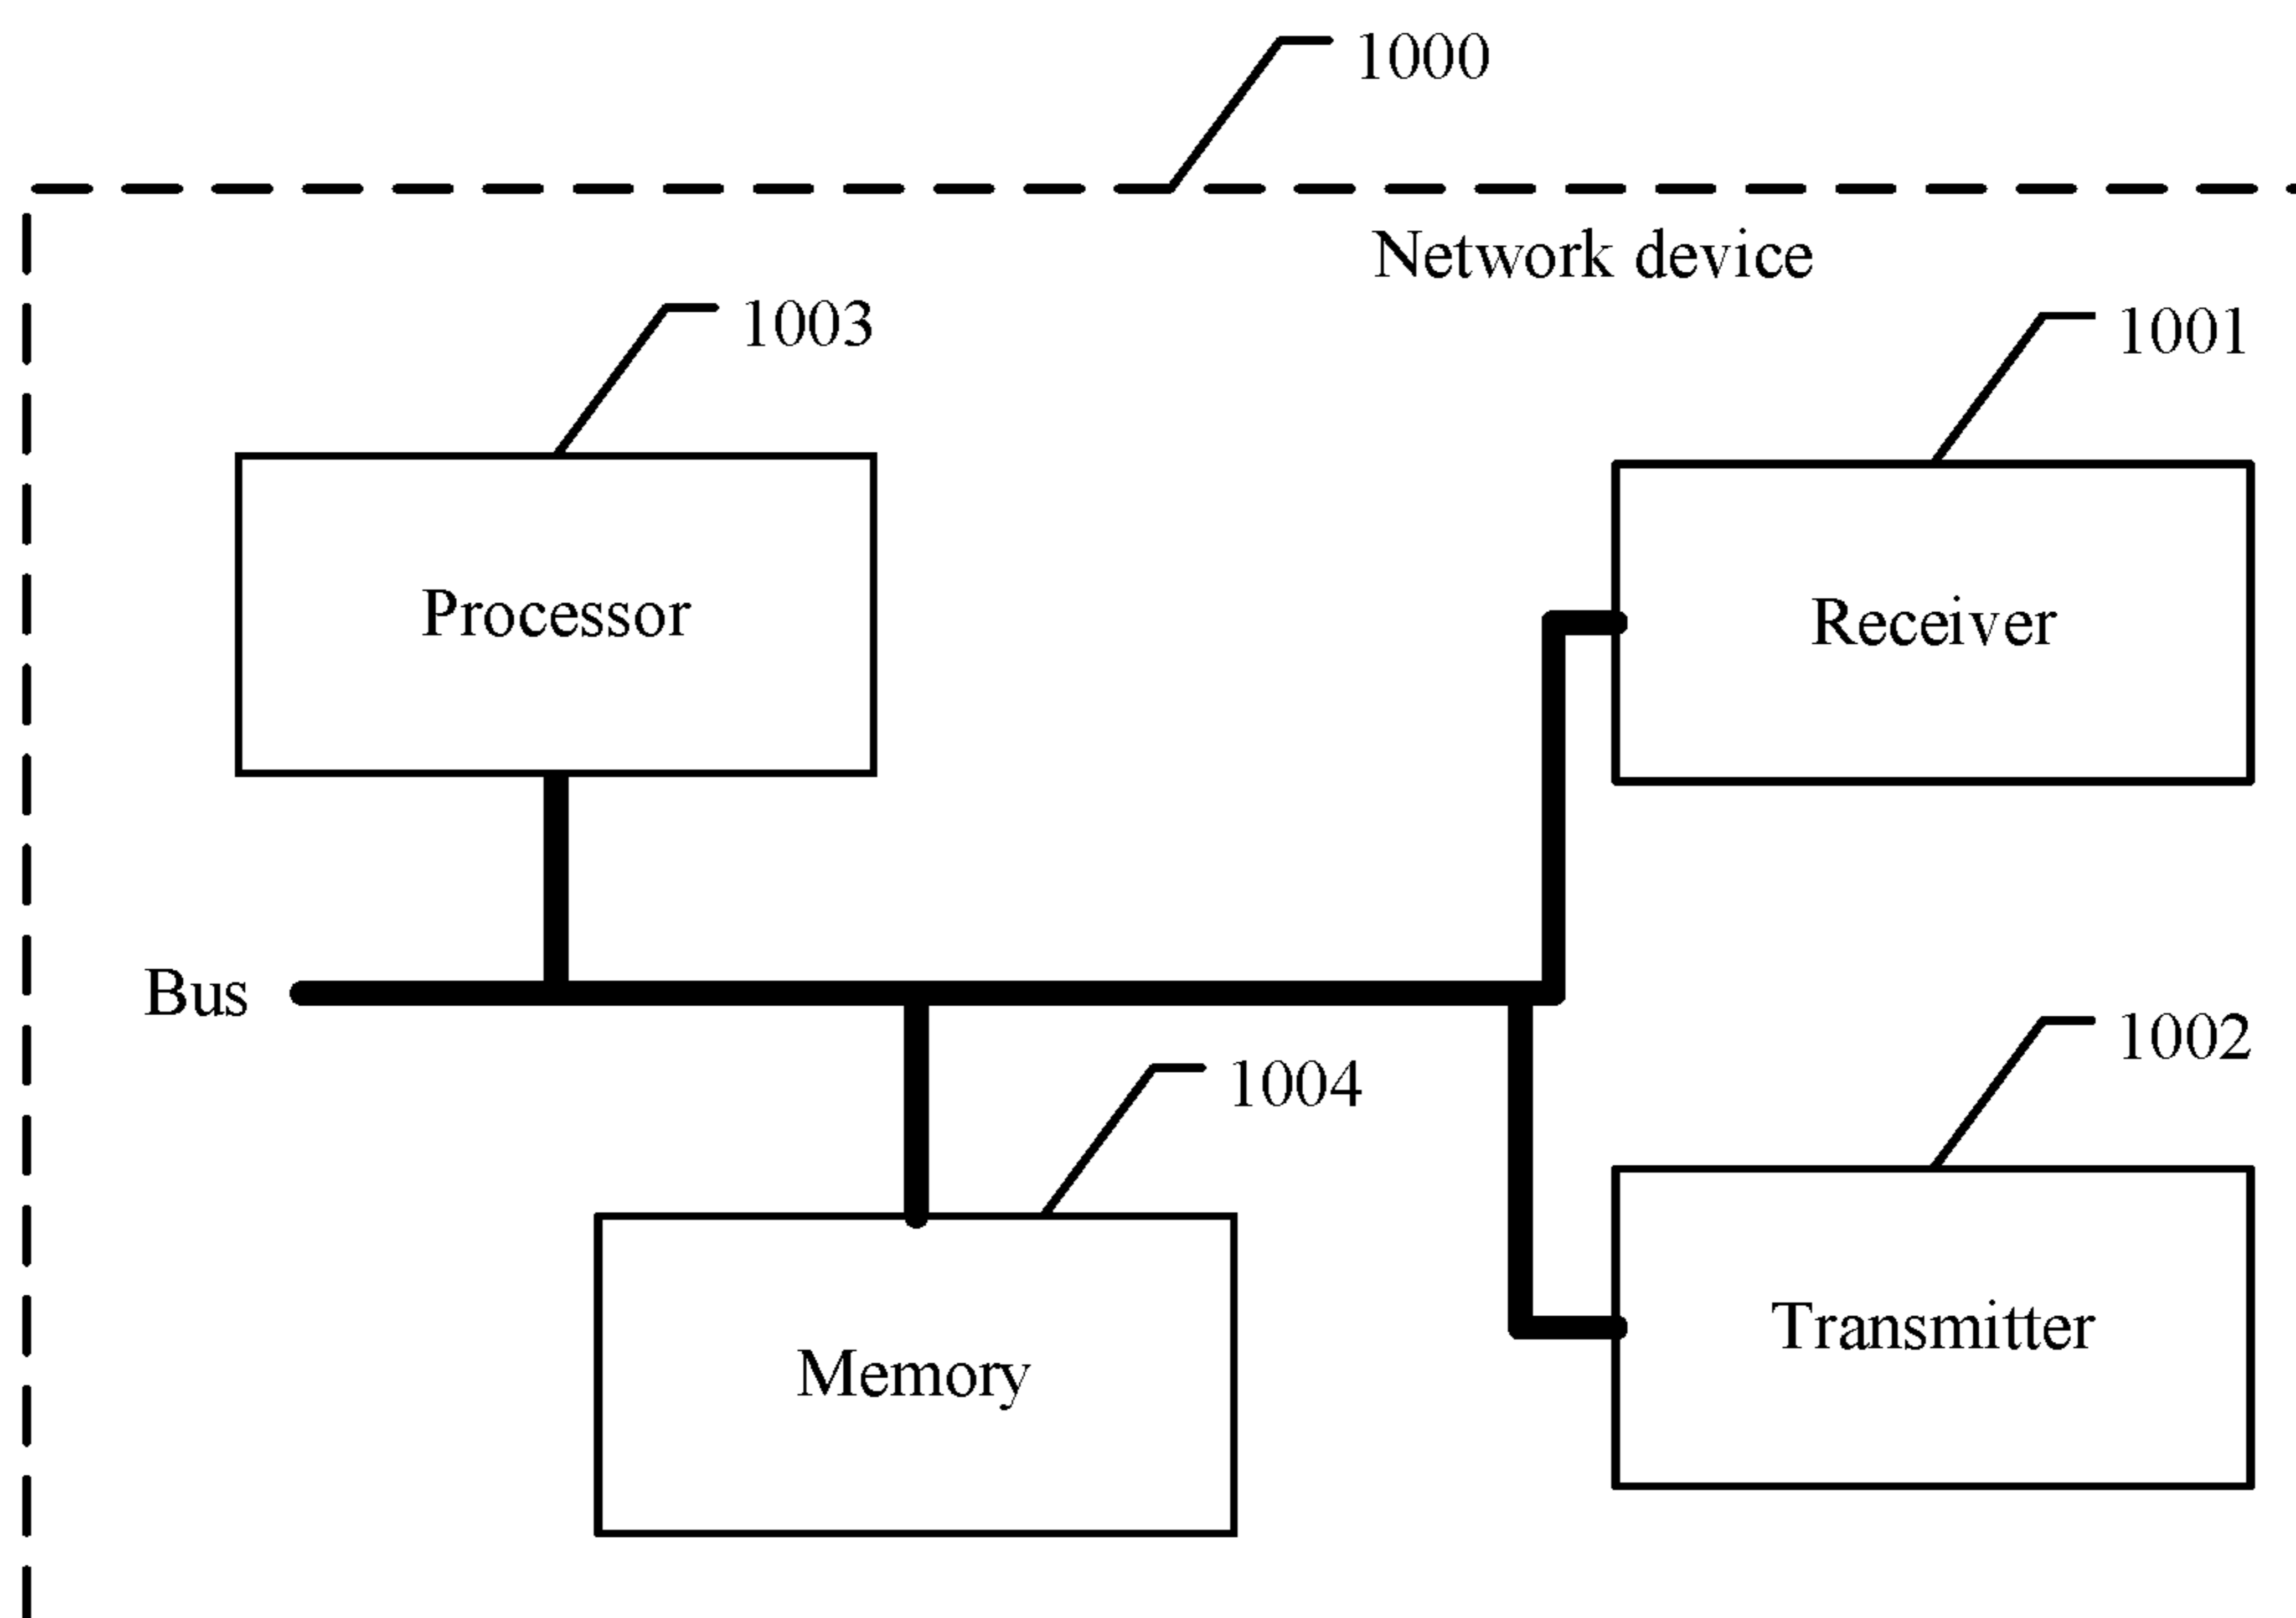 1000
Network device
1003
1001
Processor
Receiver
Bus
1002
1004
Transmitter
Memory